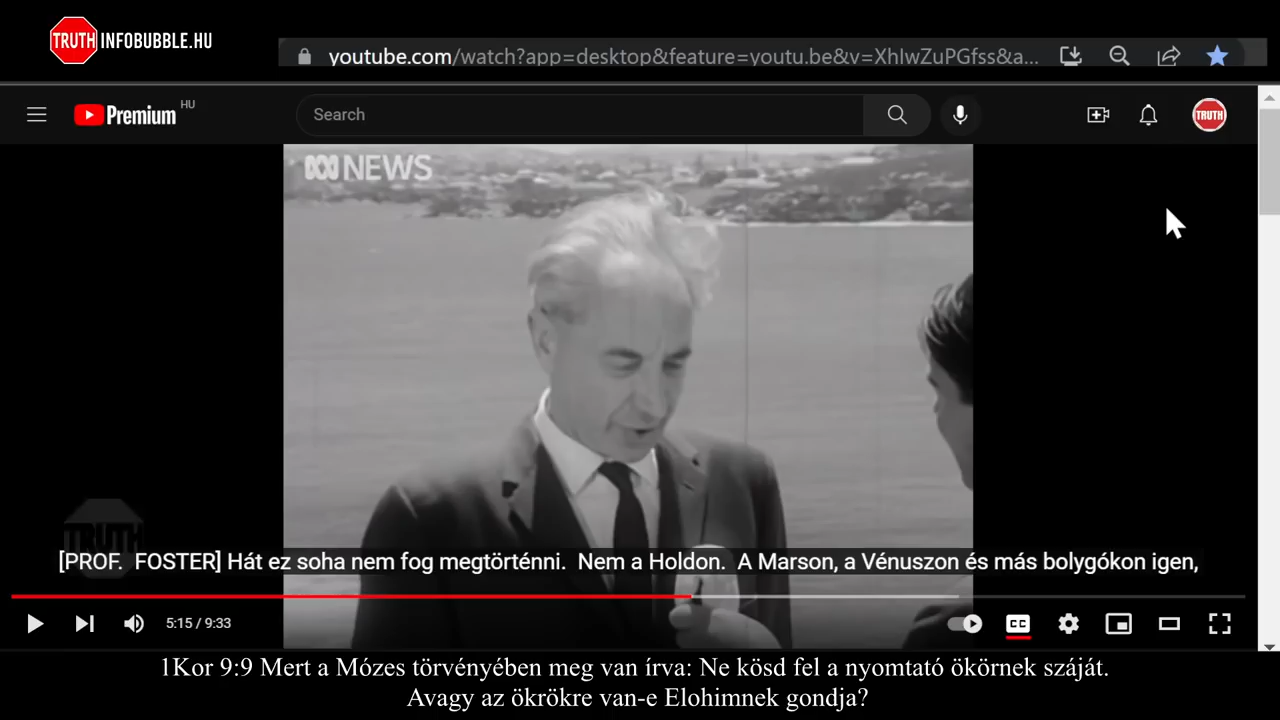 TRUTH INFOBUBBLE.HU
youtube.com/watch?app=desktop&feature=youtu.be&v=XhlwZuPGfss&a...
Premium HU
Search
TRUTH
NEWS
TRUTH
[PROF. FOSTER] Hát ez soha nem fog megtörténni. Nem a Holdon. A Marson, a Vénuszon és más bolygókon igen,
5:15 / 9:33
CC
1Kor 9:9 Mert a Mózes törvényében meg van írva: Ne kösd fel a nyomtató ökörnek száját.
Avagy az ökrökre van-e Elohimnek gondja?